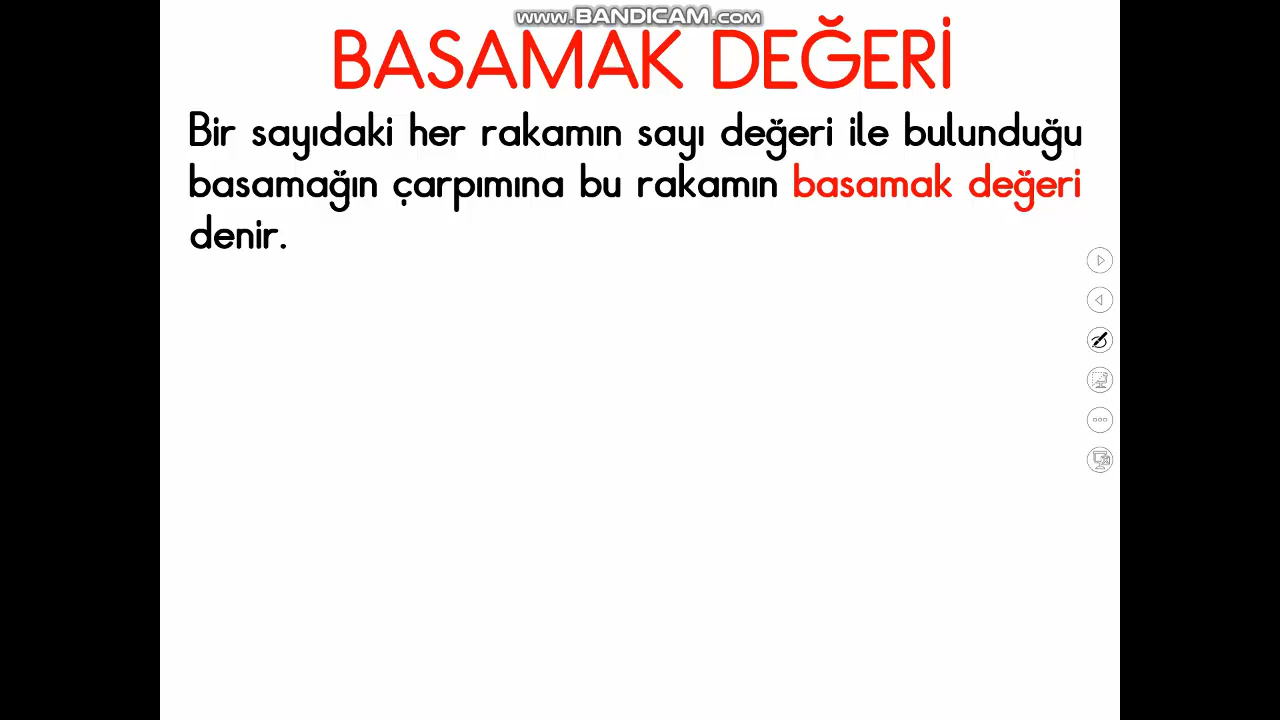 www.BANDICAM.com
BASAMAK DEĞERİ
Bir sayıdaki her rakamın sayı değeri ile bulunduğu
basamağın çarpımına bu rakamın basamak değeri
denir.